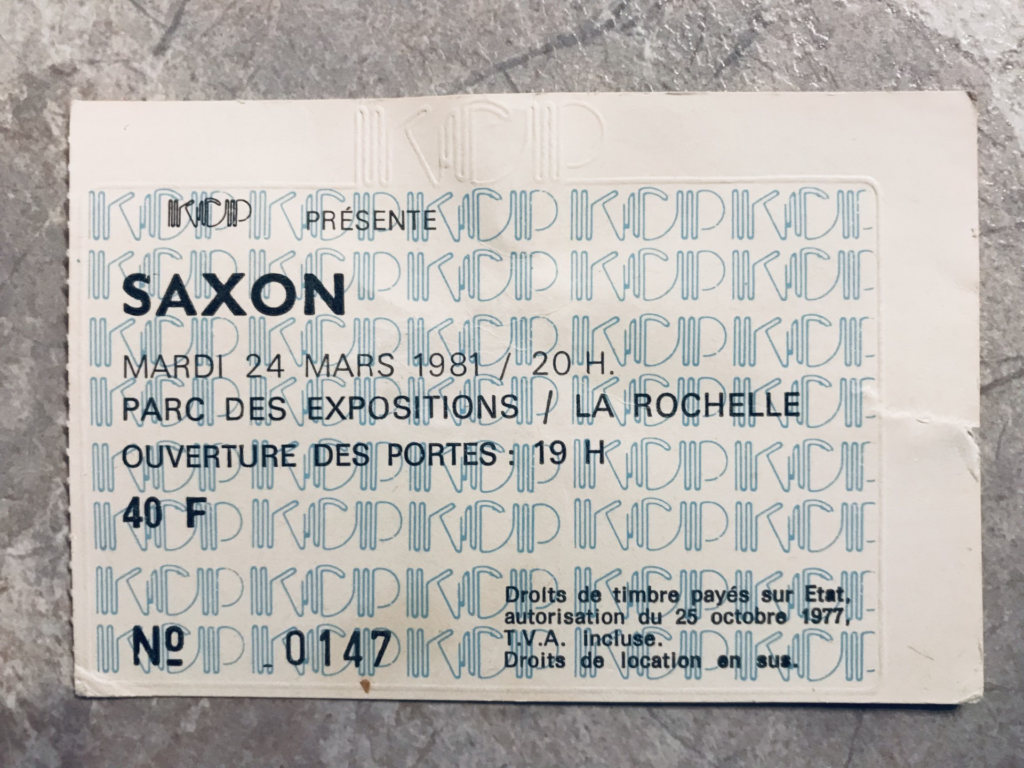 KCP
KCP PRÉSENTE
SAXON
MARDI 24 MARS 1981 / 20 H.
PARC DES EXPOSITIONS / LA ROCHELLE
OUVERTURE DES PORTES : 19 H
40 F
Droits de timbre payés sur Etat,
autorisation du 25 octobre 1977,
T.V.A. incluse.
Droits de location en sus.
Nº 0147